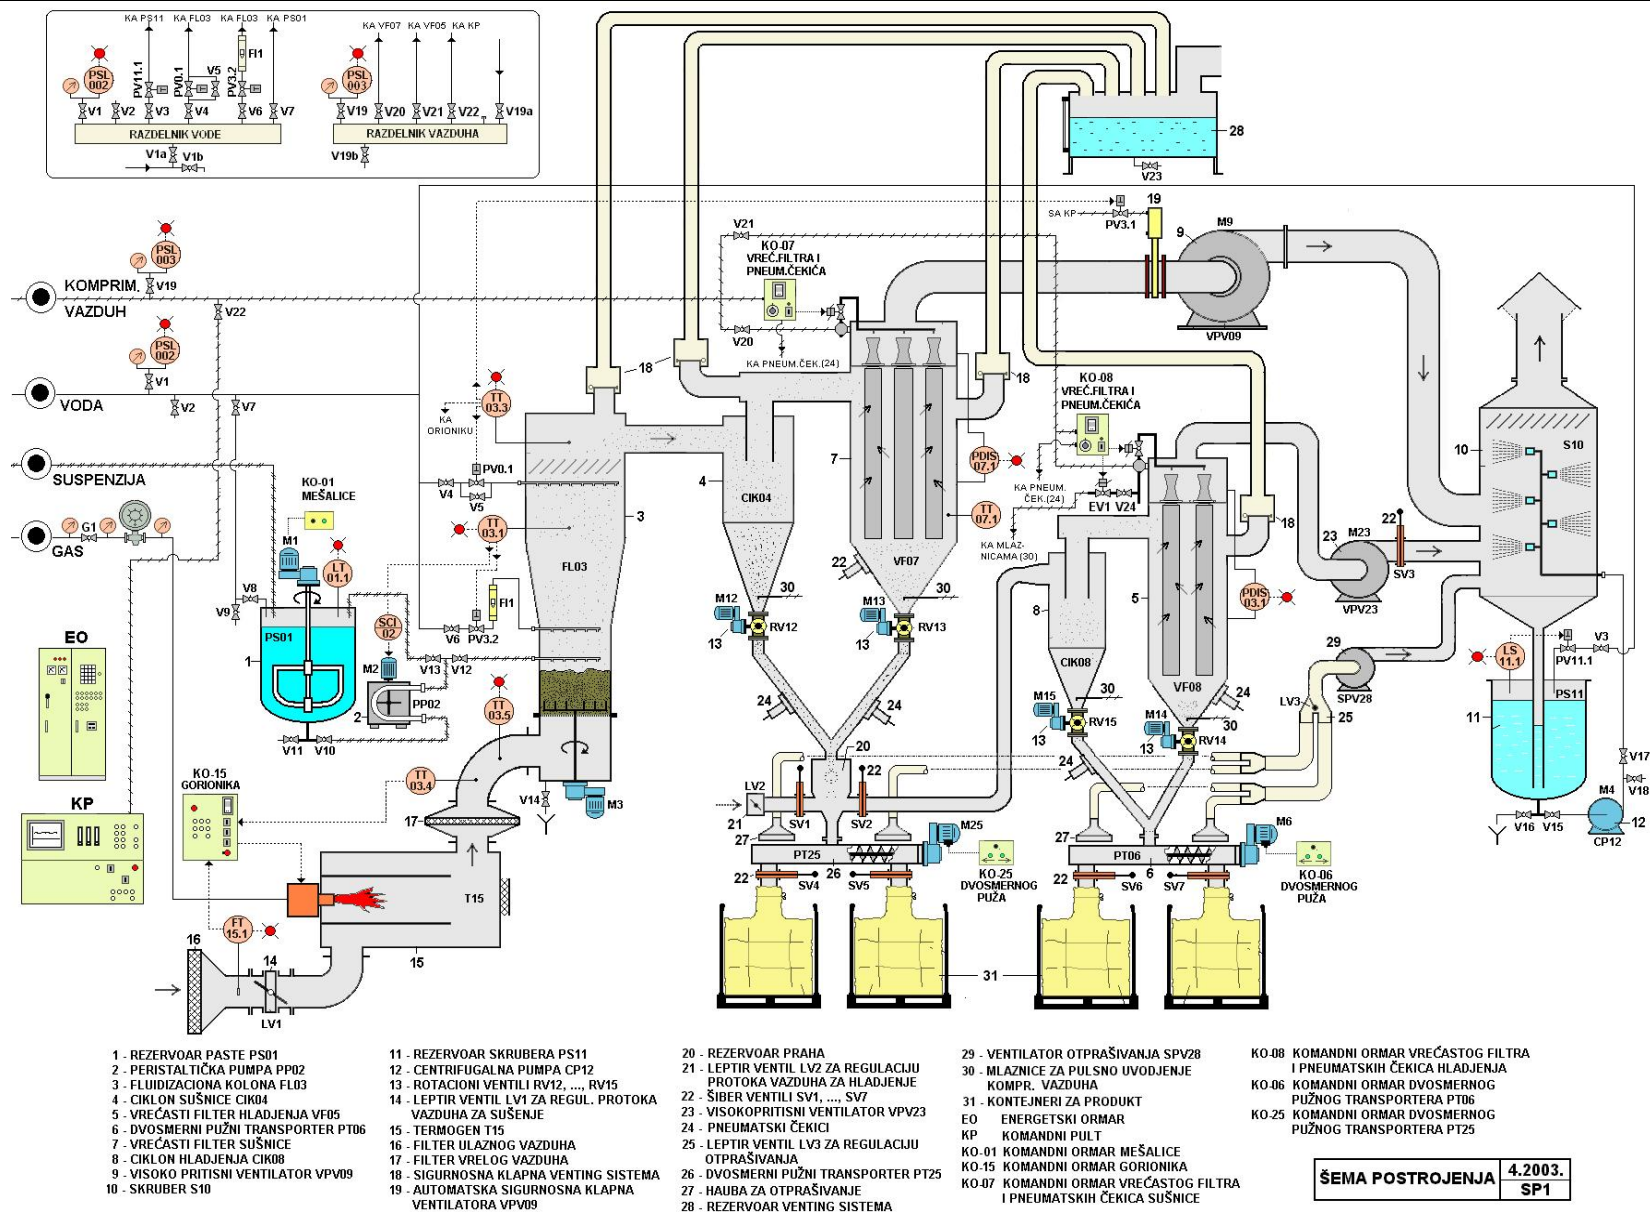 KA PS11 KA FL03 KA FL03 KA PS01
KA VF07 KA VF05 KA KP
PSL 002
PV11.1
PV0.1
V5
PV3.2
FI1
PSL 003
V1 V2 V3 V4 V6 V7
V19 V20 V21 V22 V19a
RAZDELNIK VODE
RAZDELNIK VAZDUHA
V1a V1b
V19b
28
V23
SA KP
PV3.1
19
9
M9
VPV09
V21
KO-07
VREĆ.FILTRA I
PNEUM.ČEKIĆA
V20
KA PNEUM.ČEK.(24)
PSL 003
V19
KOMPRIM.
VAZDUH
V22
PSL 002
V1
VODA
V2
V7
18
18
18
TT 03.3
KA
ORIONIKU
KO-08
VREĆ.FILTRA I
PNEUM.ČEKIĆA
KA PNEUM.
ČEK.(24)
EV1 V24
KA MLAZ-
NICAMA (30)
SUSPENZIJA
GAS
G1
KO-01
MEŠALICE
M1
LT 01.1
V8
V9
PS01
1
V11 V10
SCI 02
M2
PP02
2
V13 V12
PV0.1
V4
V5
TT 03.1
FI1
V6
PV3.2
TT 03.5
TT 03.4
3
FL03
4
CIK04
7
VF07
PDIS 07.1
TT 07.1
22
30
30
M12
13
RV12
M13
13
RV13
24
24
8
CIK08
5
VF08
PDIS 03.1
30
30
M15
13
RV15
M14
13
RV14
24
24
23
M23
VPV23
22
SV3
29
SPV28
LV3
25
10
S10
LS 11.1
PV11.1
V3
PS11
11
V17
V18
V16 V15
M4
12
CP12
EO
KP
KO-15
GORIONIKA
17
V14
M3
T15
15
16
FT 15.1
14
LV1
20
LV2
21
SV1
22
SV2
27
PT25
26
M25
KO-25
DVOSMERNOG
PUŽA
22
SV4
SV5
27
PT06
6
M6
KO-06
DVOSMERNOG
PUŽA
22
SV6
SV7
31
1 - REZERVOAR PASTE PS01
2 - PERISTALTIČKA PUMPA PP02
3 - FLUIDIZACIONA KOLONA FL03
4 - CIKLON SUŠNICE CIK04
5 - VREĆASTI FILTER HLADJENJA VF05
6 - DVOSMERNI PUŽNI TRANSPORTER PT06
7 - VREĆASTI FILTER SUŠNICE
8 - CIKLON HLADJENJA CIK08
9 - VISOKO PRITISNI VENTILATOR VPV09
10 - SKRUBER S10
11 - REZERVOAR SKRUBERA PS11
12 - CENTRIFUGALNA PUMPA CP12
13 - ROTACIONI VENTILI RV12, ..., RV15
14 - LEPTIR VENTIL LV1 ZA REGUL. PROTOKA
VAZDUHA ZA SUŠENJE
15 - TERMOGEN T15
16 - FILTER ULAZNOG VAZDUHA
17 - FILTER VRELOG VAZDUHA
18 - SIGURNOSNA KLAPNA VENTING SISTEMA
19 - AUTOMATSKA SIGURNOSNA KLAPNA
VENTILATORA VPV09
20 - REZERVOAR PRAHA
21 - LEPTIR VENTIL LV2 ZA REGULACIJU
PROTOKA VAZDUHA ZA HLADJENJE
22 - ŠIBER VENTILI SV1, ..., SV7
23 - VISOKOPRITISNI VENTILATOR VPV23
24 - PNEUMATSKI ČEKICI
25 - LEPTIR VENTIL LV3 ZA REGULACIJU
OTPRAŠIVANJA
26 - DVOSMERNI PUŽNI TRANSPORTER PT25
27 - HAUBA ZA OTPRAŠIVANJE
28 - REZERVOAR VENTING SISTEMA
29 - VENTILATOR OTPRAŠIVANJA SPV28
30 - MLAZNICE ZA PULSNO UVODJENJE
KOMPR. VAZDUHA
31 - KONTEJNERI ZA PRODUKT
EO ENERGETSKI ORMAR
KP KOMANDNI PULT
KO-01 KOMANDNI ORMAR MEŠALICE
KO-15 KOMANDNI ORMAR GORIONIKA
KO-07 KOMANDNI ORMAR VREĆASTOG FILTRA
I PNEUMATSKIH ČEKICA SUŠNICE
KO-08 KOMANDNI ORMAR VREĆASTOG FILTRA
I PNEUMATSKIH ČEKICA HLADJENJA
KO-06 KOMANDNI ORMAR DVOSMERNOG
PUŽNOG TRANSPORTERA PT06
KO-25 KOMANDNI ORMAR DVOSMERNOG
PUŽNOG TRANSPORTERA PT25
ŠEMA POSTROJENJA
4.2003.
SP1